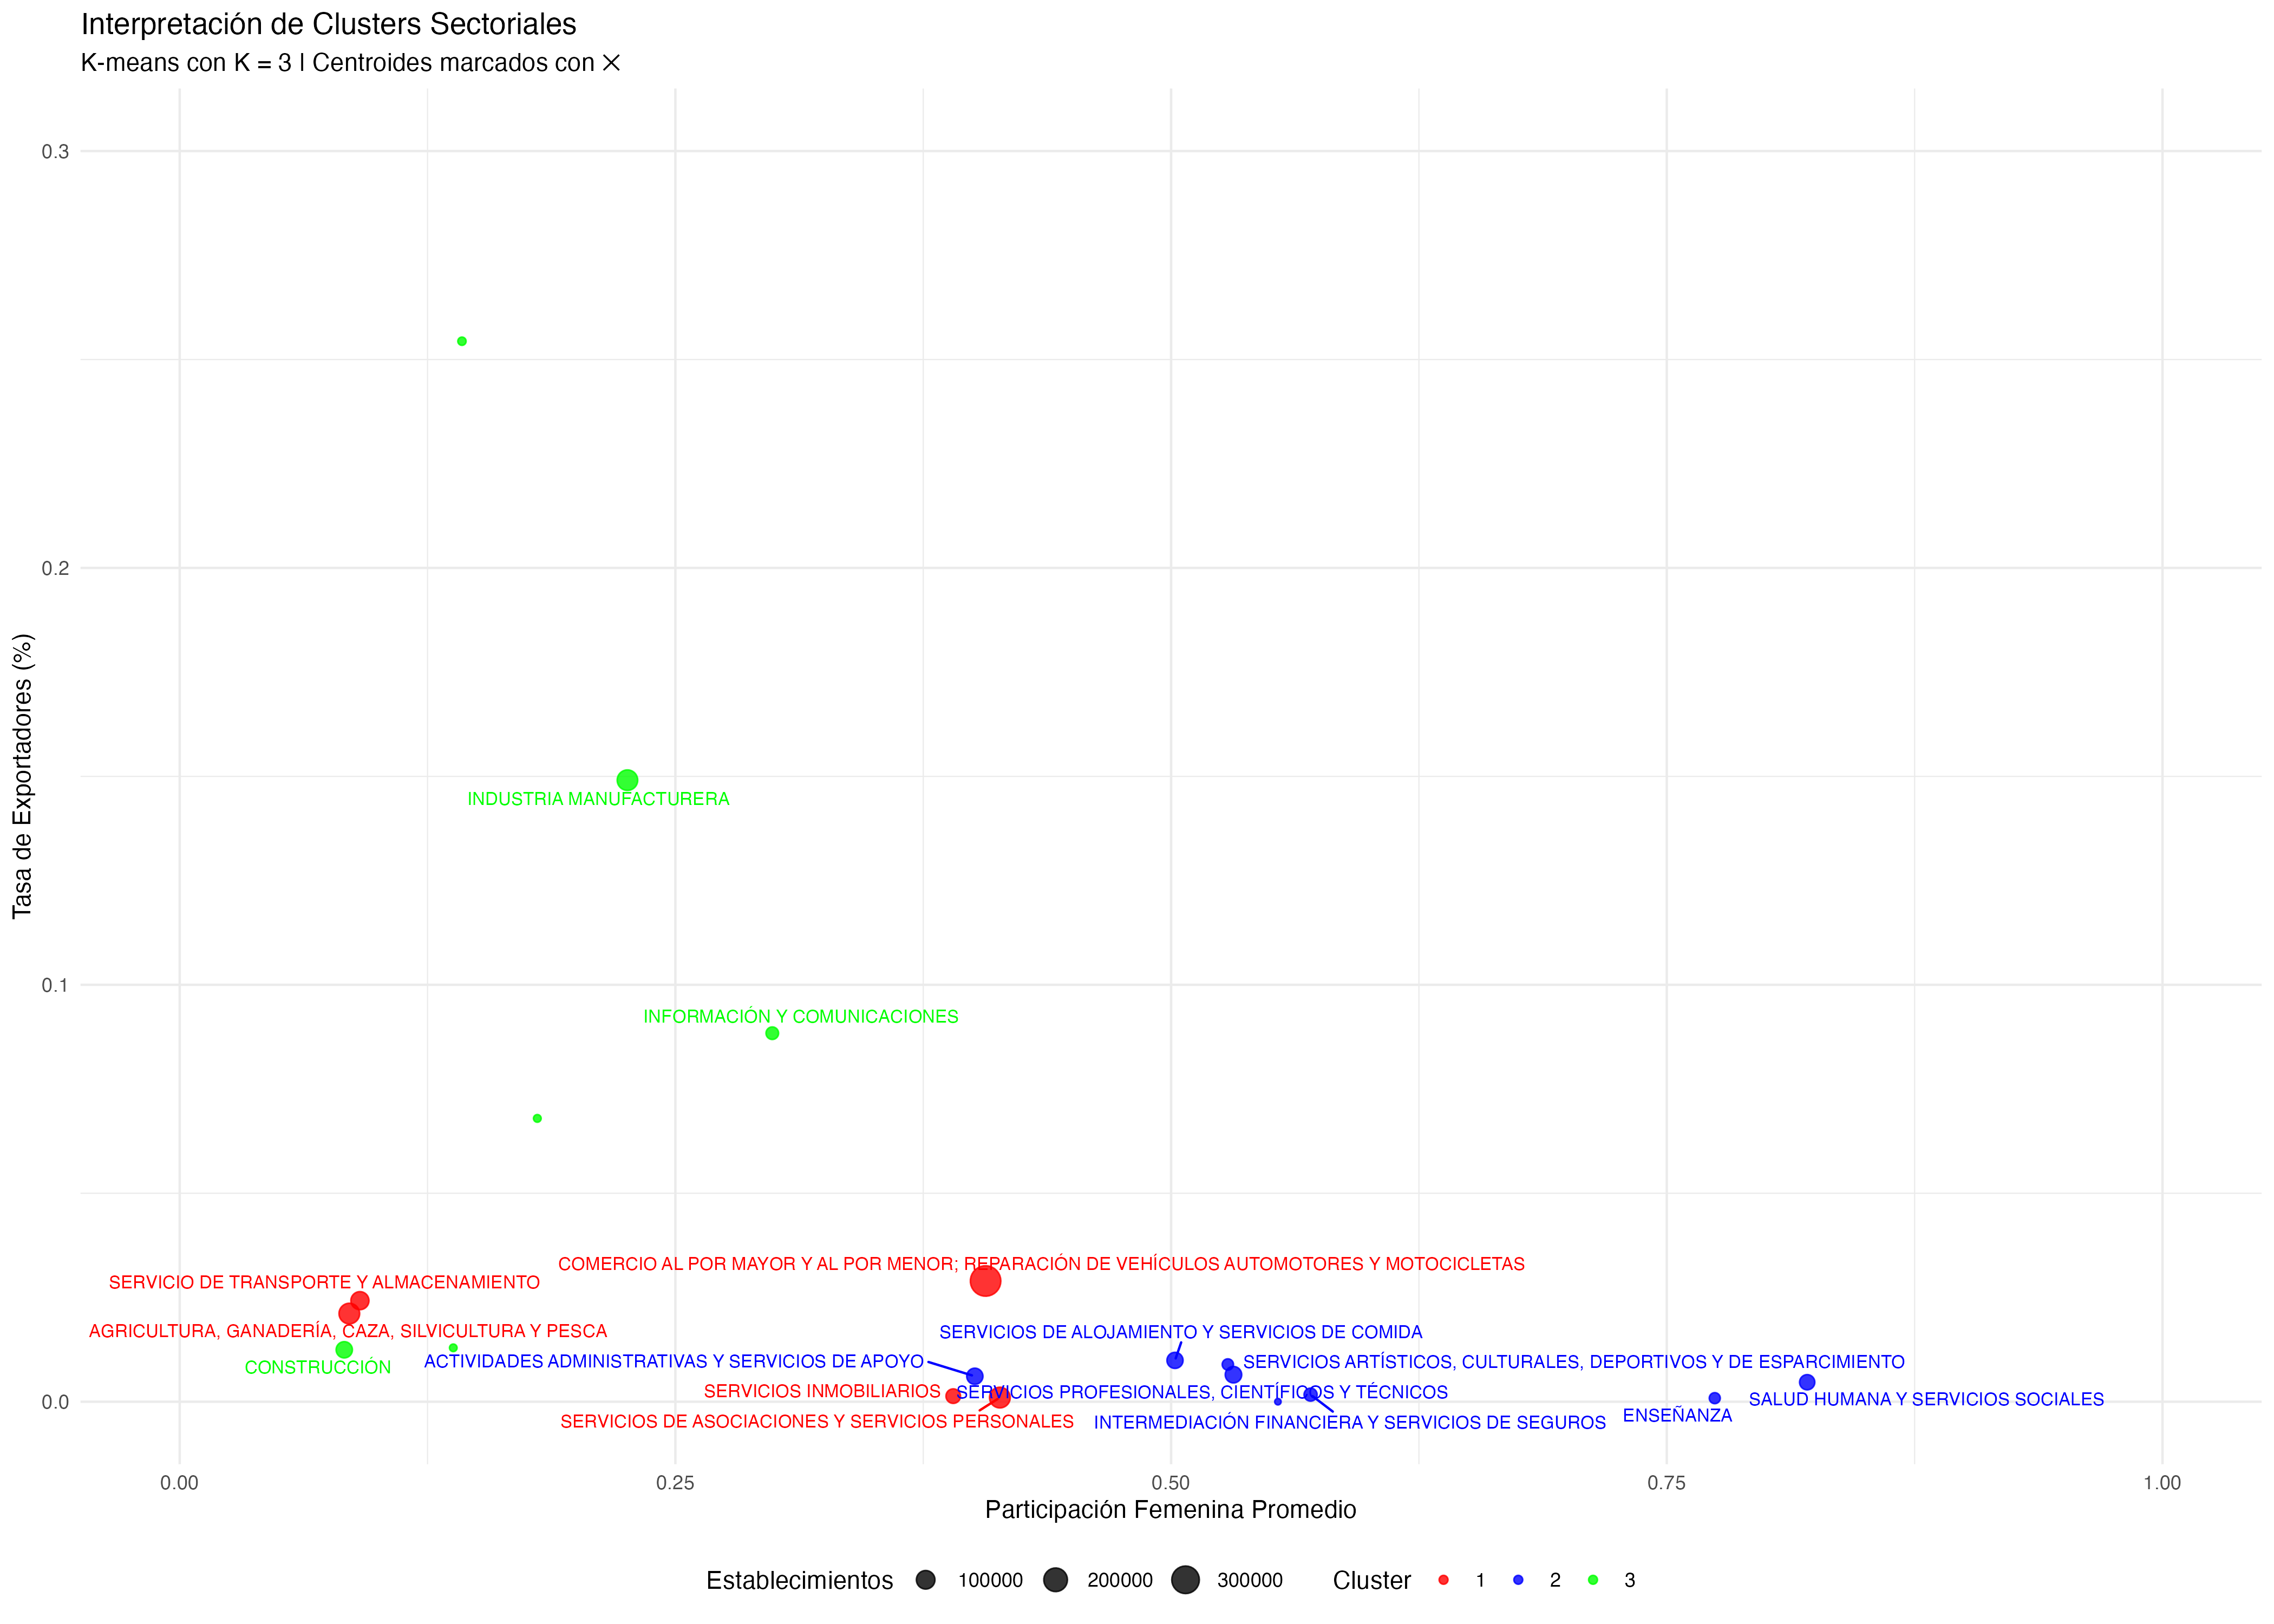 Interpretación de Clusters Sectoriales
K-means con K = 3 | Centroides marcados con ×
Tasa de Exportadores (%)
0.3
0.2
0.1
0.0
INDUSTRIA MANUFACTURERA
INFORMACIÓN Y COMUNICACIONES
COMERCIO AL POR MAYOR Y AL POR MENOR; REPARACIÓN DE VEHÍCULOS AUTOMOTORES Y MOTOCICLETAS
SERVICIO DE TRANSPORTE Y ALMACENAMIENTO
AGRICULTURA, GANADERÍA, CAZA, SILVICULTURA Y PESCA
SERVICIOS DE ALOJAMIENTO Y SERVICIOS DE COMIDA
CONSTRUCCIÓN
ACTIVIDADES ADMINISTRATIVAS Y SERVICIOS DE APOYO
SERVICIOS ARTÍSTICOS, CULTURALES, DEPORTIVOS Y DE ESPARCIMIENTO
SERVICIOS INMOBILIARIOS
SERVICIOS PROFESIONALES, CIENTÍFICOS Y TÉCNICOS
SALUD HUMANA Y SERVICIOS SOCIALES
SERVICIOS DE ASOCIACIONES Y SERVICIOS PERSONALES
INTERMEDIACIÓN FINANCIERA Y SERVICIOS DE SEGUROS
ENSEÑANZA
0.00 0.25 0.50 0.75 1.00
Participación Femenina Promedio
Establecimientos 100000 200000 300000 Cluster 1 2 3